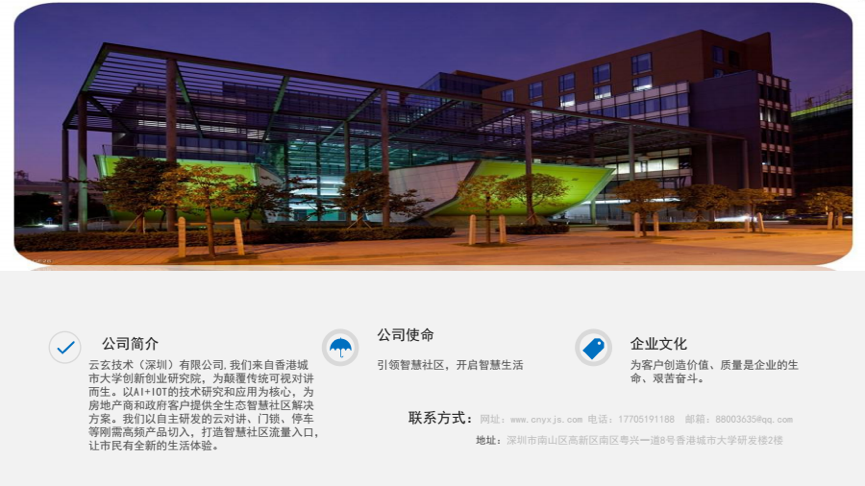 公司简介
云玄技术（深圳）有限公司,我们来自香港城
市大学创新创业研究院，为颠覆传统可视对讲
而生。以AI+IOT的技术研究和应用为核心，为
房地产商和政府客户提供全生态智慧社区解决
方案。我们以自主研发的云对讲、门锁、停车
等刚需高频产品切入，打造智慧社区流量入口，
让市民有全新的生活体验。
公司使命
引领智慧社区，开启智慧生活
企业文化
为客户创造价值、质量是企业的生
命、艰苦奋斗。
联系方式：网址：www.cnyxjs.com 电话：17705191188 邮箱：88003635@qq.com
地址：深圳市南山区高新区南区粤兴一道8号香港城市大学研发楼2楼